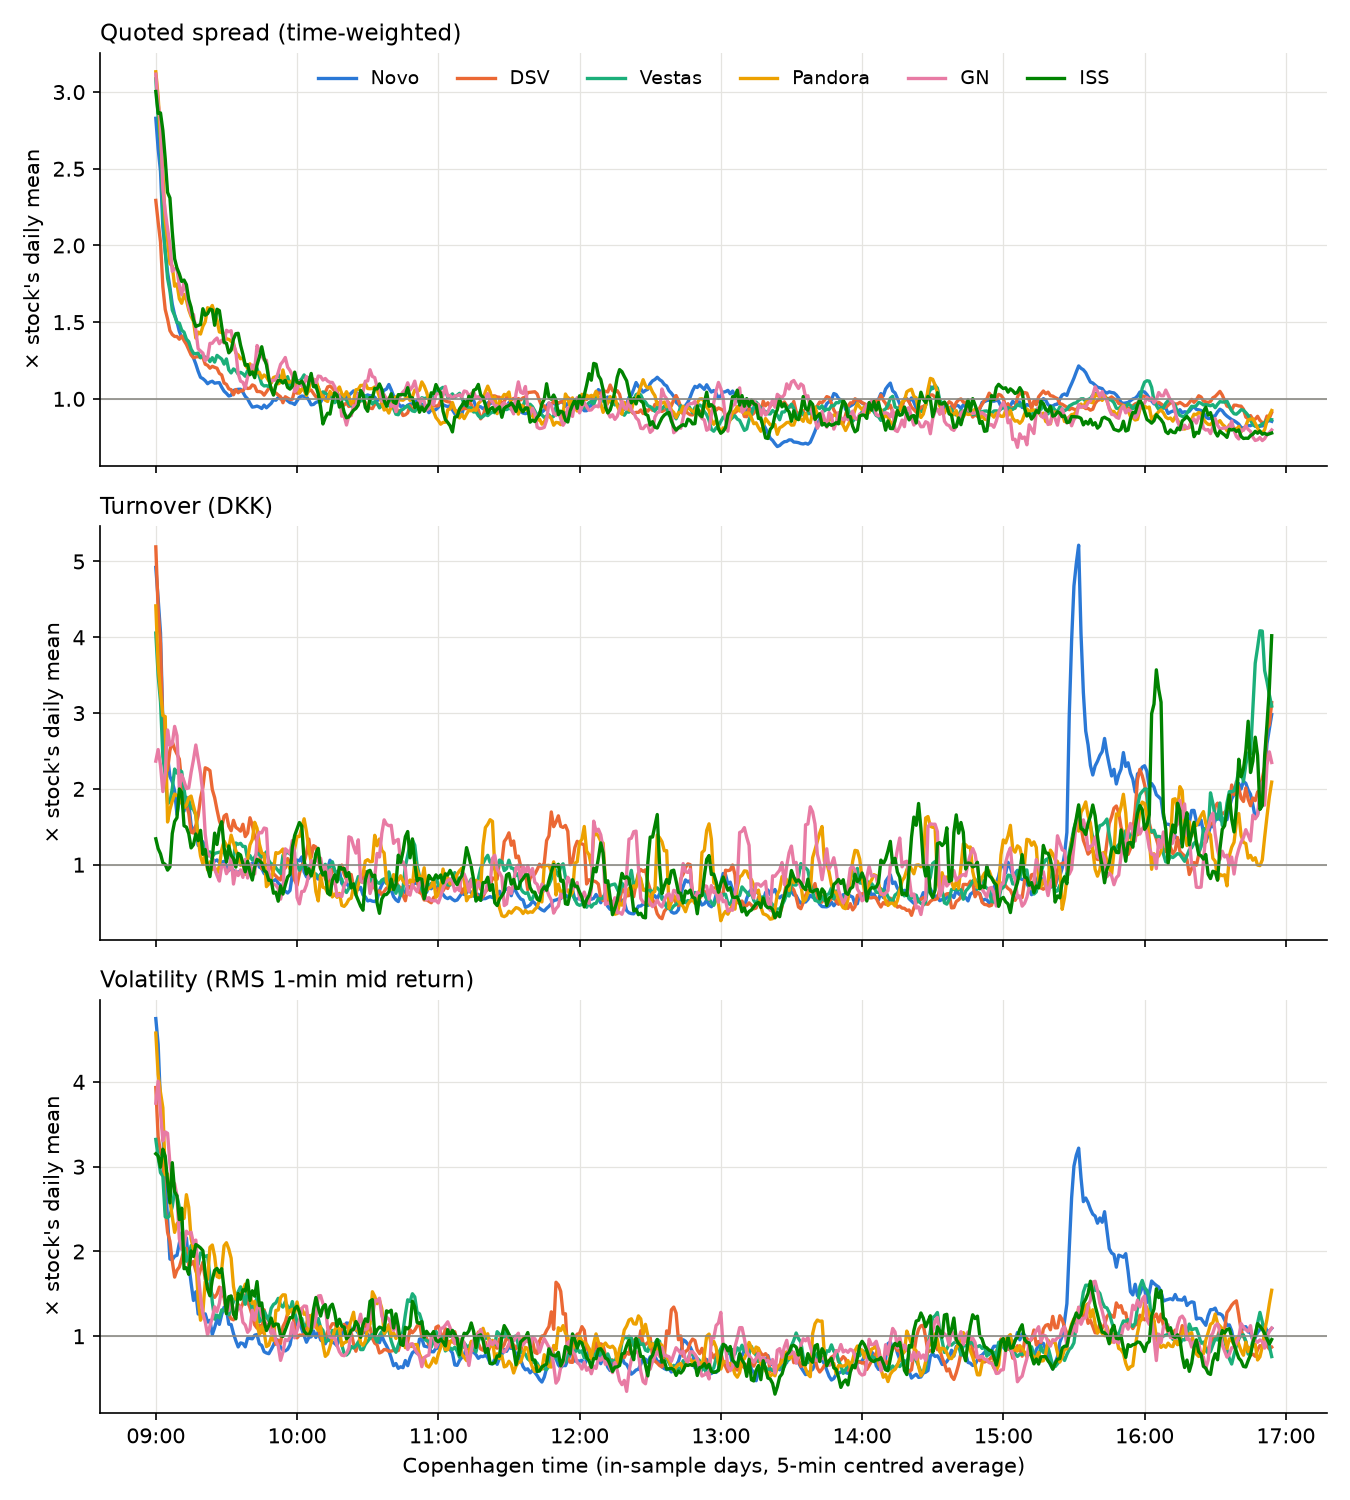 Quoted spread (time-weighted)
Novo DSV Vestas Pandora GN ISS
× stock's daily mean
3.0
2.5
2.0
1.5
1.0
Turnover (DKK)
× stock's daily mean
5
4
3
2
1
Volatility (RMS 1-min mid return)
× stock's daily mean
4
3
2
1
09:00 10:00 11:00 12:00 13:00 14:00 15:00 16:00 17:00
Copenhagen time (in-sample days, 5-min centred average)